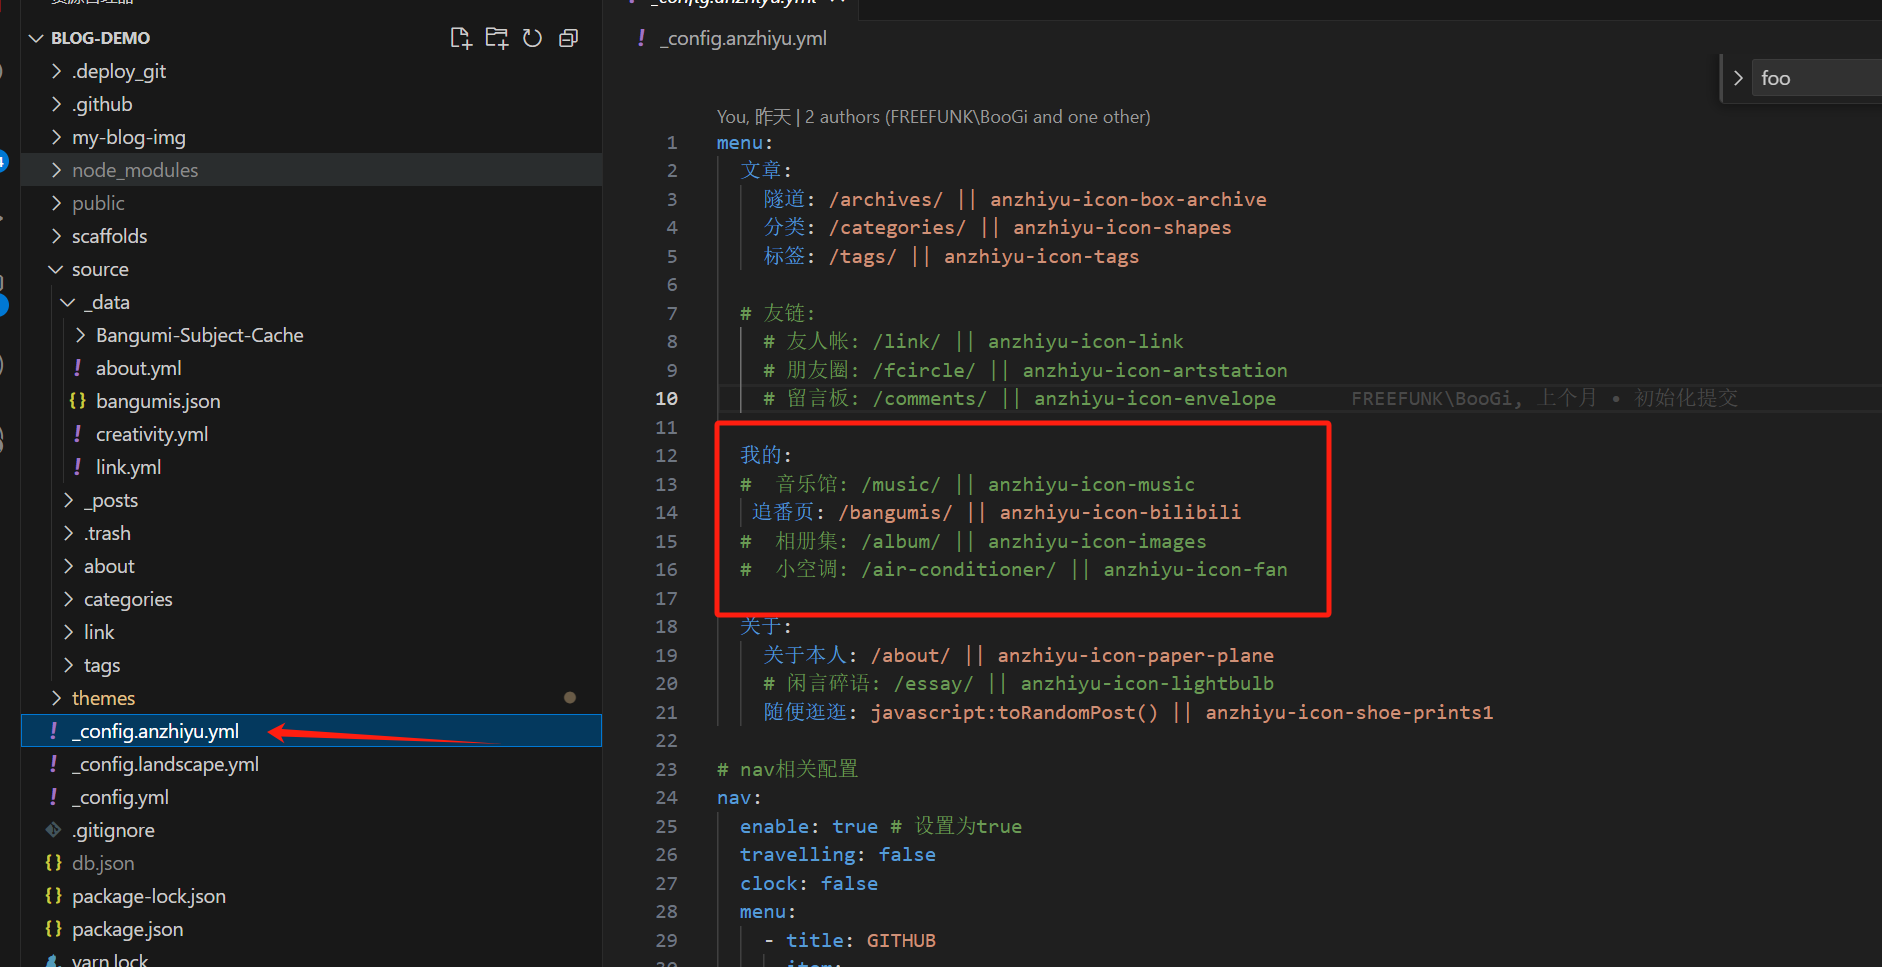 BLOG-DEMO
.deploy_git
.github
my-blog-img
node_modules
public
scaffolds
source
_data
Bangumi-Subject-Cache
! about.yml
{} bangumis.json
! creativity.yml
! link.yml
_posts
.trash
about
categories
link
tags
themes
! _config.anzhiyu.yml
! _config.landscape.yml
! _config.yml
.gitignore
{} db.json
{} package-lock.json
{} package.json
yarn.lock
! _config.anzhiyu.yml
! _config.anzhiyu.yml
foo
You, 昨天 | 2 authors (FREEFUNK\BooGi and one other)
1 menu:
2 文章:
3 隧道: /archives/ || anzhiyu-icon-box-archive
4 分类: /categories/ || anzhiyu-icon-shapes
5 标签: /tags/ || anzhiyu-icon-tags
6
7 # 友链:
8 # 友人帐: /link/ || anzhiyu-icon-link
9 # 朋友圈: /fcircle/ || anzhiyu-icon-artstation
10 # 留言板: /comments/ || anzhiyu-icon-envelope FREEFUNK\BooGi, 上个月 • 初始化提交
11
12 我的:
13 # 音乐馆: /music/ || anzhiyu-icon-music
14 追番页: /bangumis/ || anzhiyu-icon-bilibili
15 # 相册集: /album/ || anzhiyu-icon-images
16 # 小空调: /air-conditioner/ || anzhiyu-icon-fan
17
18 关于:
19 关于本人: /about/ || anzhiyu-icon-paper-plane
20 # 闲言碎语: /essay/ || anzhiyu-icon-lightbulb
21 随便逛逛: javascript:toRandomPost() || anzhiyu-icon-shoe-prints1
22
23 # nav相关配置
24 nav:
25 enable: true # 设置为true
26 travelling: false
27 clock: false
28 menu:
29 - title: GITHUB
30 item: